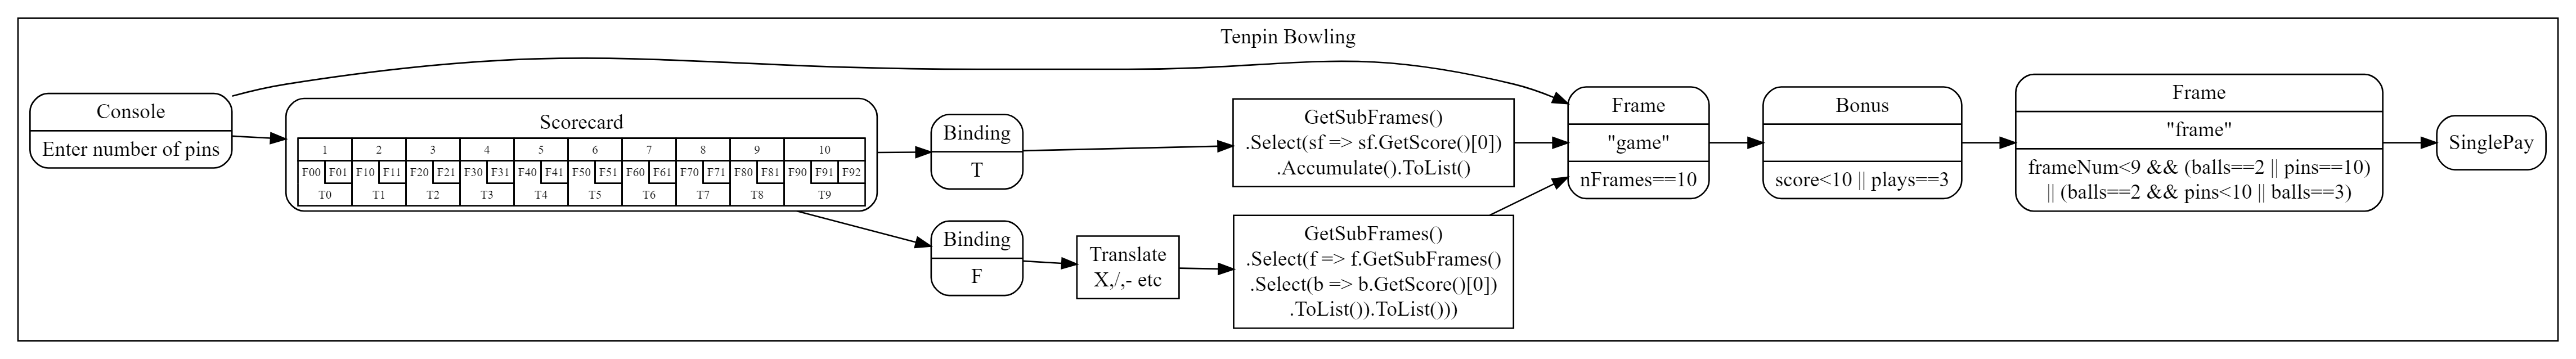 Tenpin Bowling
Console
Enter number of pins
Scorecard
1 2 3 4 5 6 7 8 9 10
F00 F01 F10 F11 F20 F21 F30 F31 F40 F41 F50 F51 F60 F61 F70 F71 F80 F81 F90 F91 F92
T0 T1 T2 T3 T4 T5 T6 T7 T8 T9
Binding
T
Binding
F
Translate
X,/,- etc
GetSubFrames()
.Select(sf => sf.GetScore()[0])
.Accumulate().ToList()
GetSubFrames()
.Select(f => f.GetSubFrames()
.Select(b => b.GetScore()[0])
.ToList()).ToList()))
Frame
"game"
nFrames==10
Bonus
score<10 || plays==3
Frame
"frame"
frameNum<9 && (balls==2 || pins==10)
|| (balls==2 && pins<10 || balls==3)
SinglePay